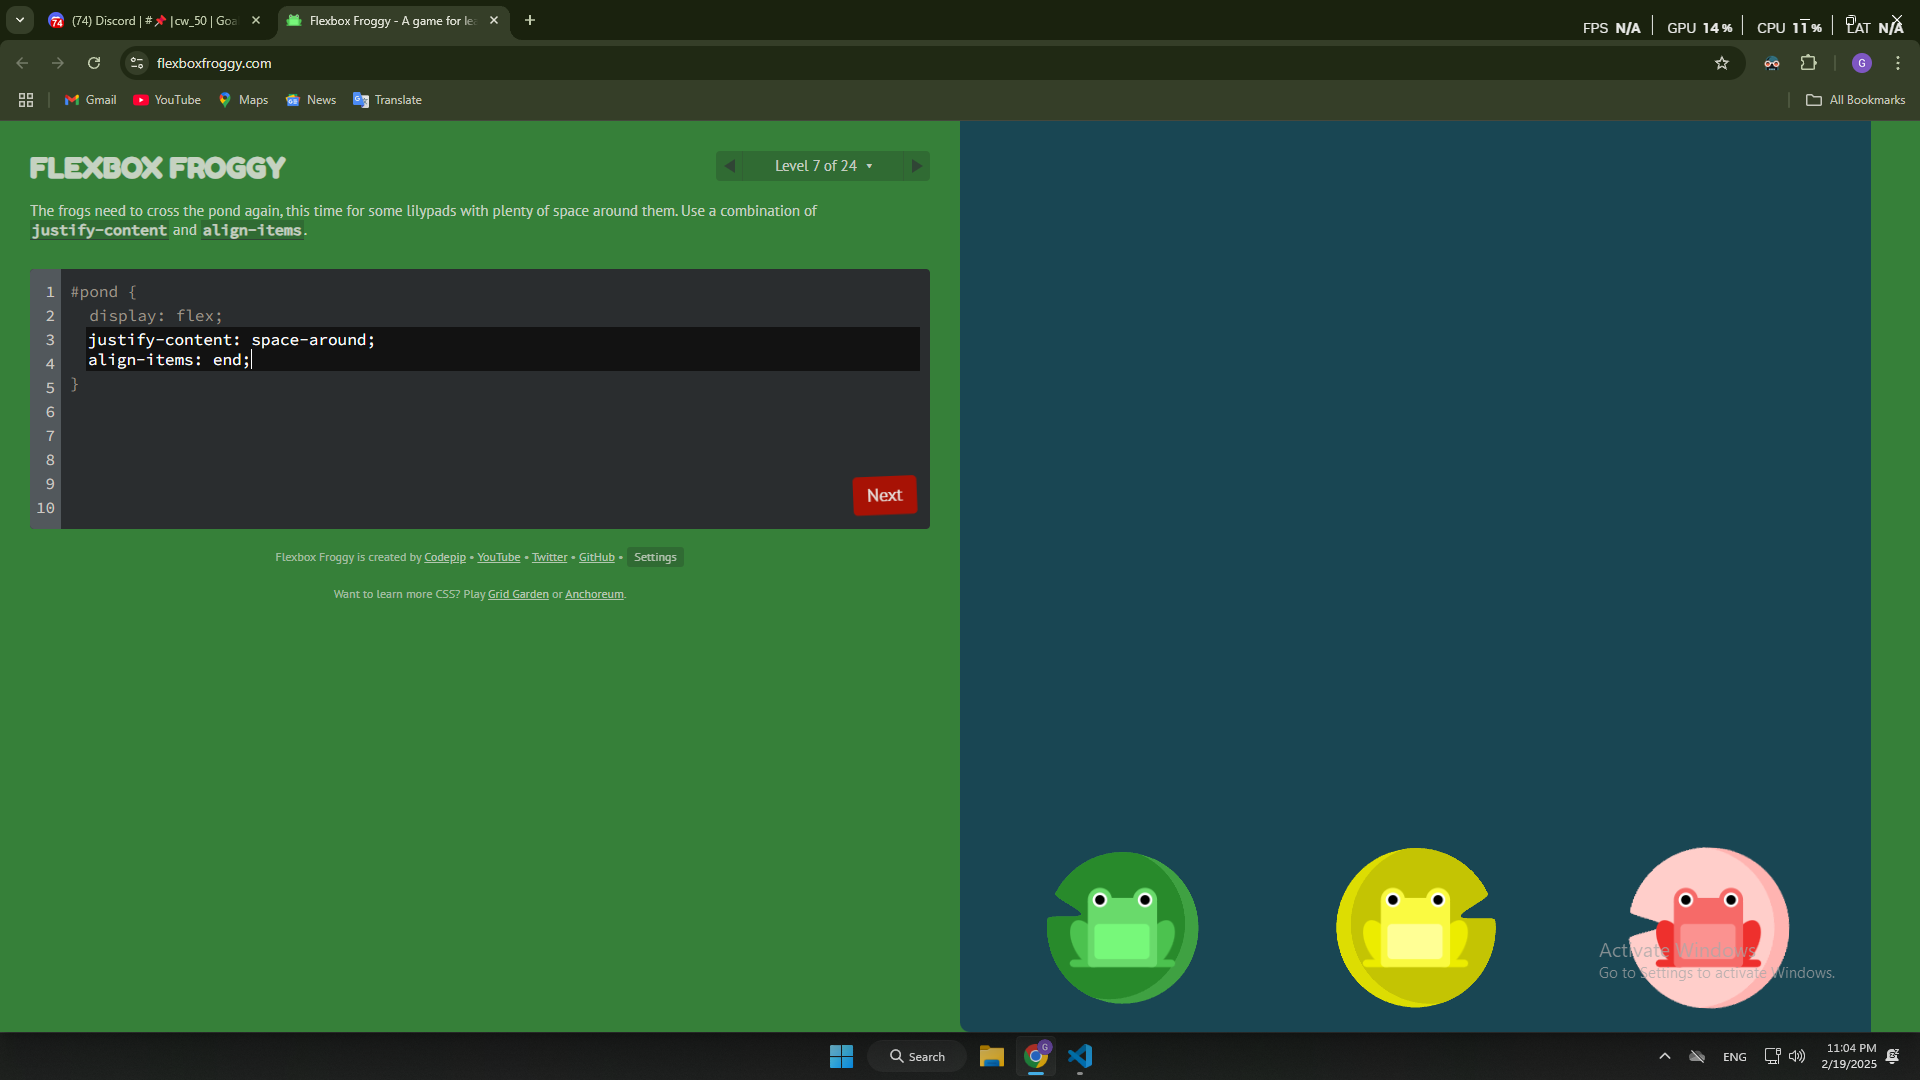 (74) Discord | #📌|cw_50 | Goa
Flexbox Froggy - A game for lea
FPS N/A GPU 14 % CPU 11 % LAT N/A
flexboxfroggy.com
G
Gmail YouTube Maps News Translate
All Bookmarks
FLEXBOX FROGGY
Level 7 of 24
The frogs need to cross the pond again, this time for some lilypads with plenty of space around them. Use a combination of
justify-content and align-items.
1 #pond {
2 display: flex;
3 justify-content: space-around;
4 align-items: end;
5 }
6
7
8
9
10
Next
Flexbox Froggy is created by Codepip • YouTube • Twitter • GitHub • Settings
Want to learn more CSS? Play Grid Garden or Anchoreum.
Activate Windows
Go to Settings to activate Windows.
Search
G
ENG
11:04 PM
2/19/2025